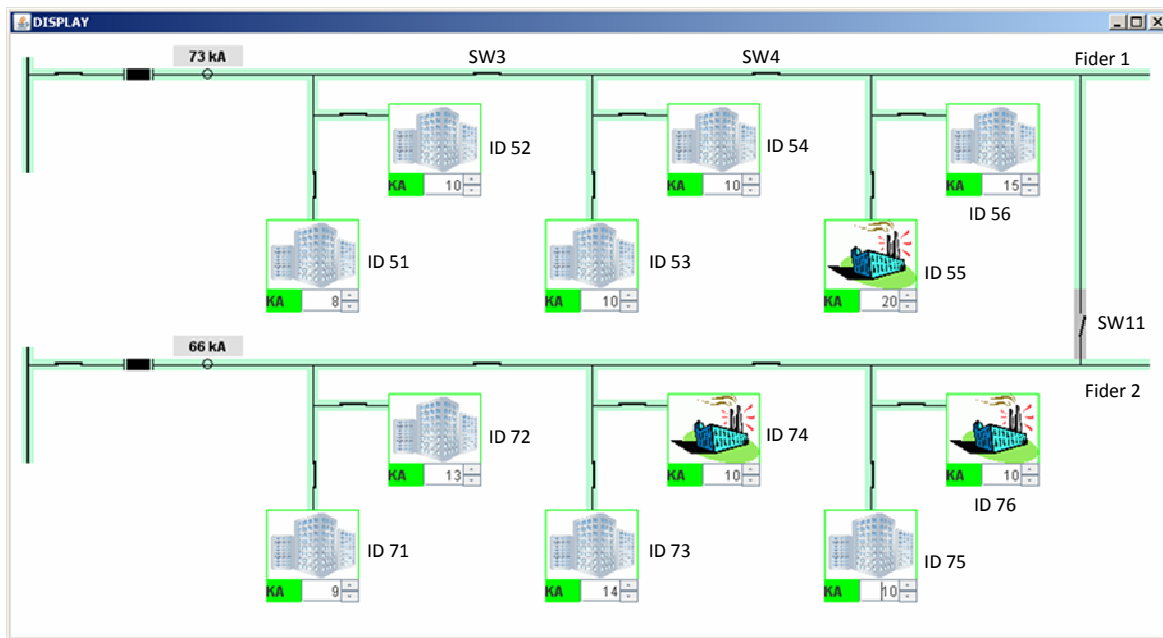 DISPLAY
73 kA
SW3
SW4
Fider 1
ID 52
KA 10
ID 54
KA 10
KA 15
ID 56
ID 51
KA 8
ID 53
KA 10
ID 55
KA 20
SW11
66 kA
Fider 2
ID 72
KA 13
ID 74
KA 10
KA 10
ID 76
ID 71
KA 9
ID 73
KA 14
ID 75
KA 10